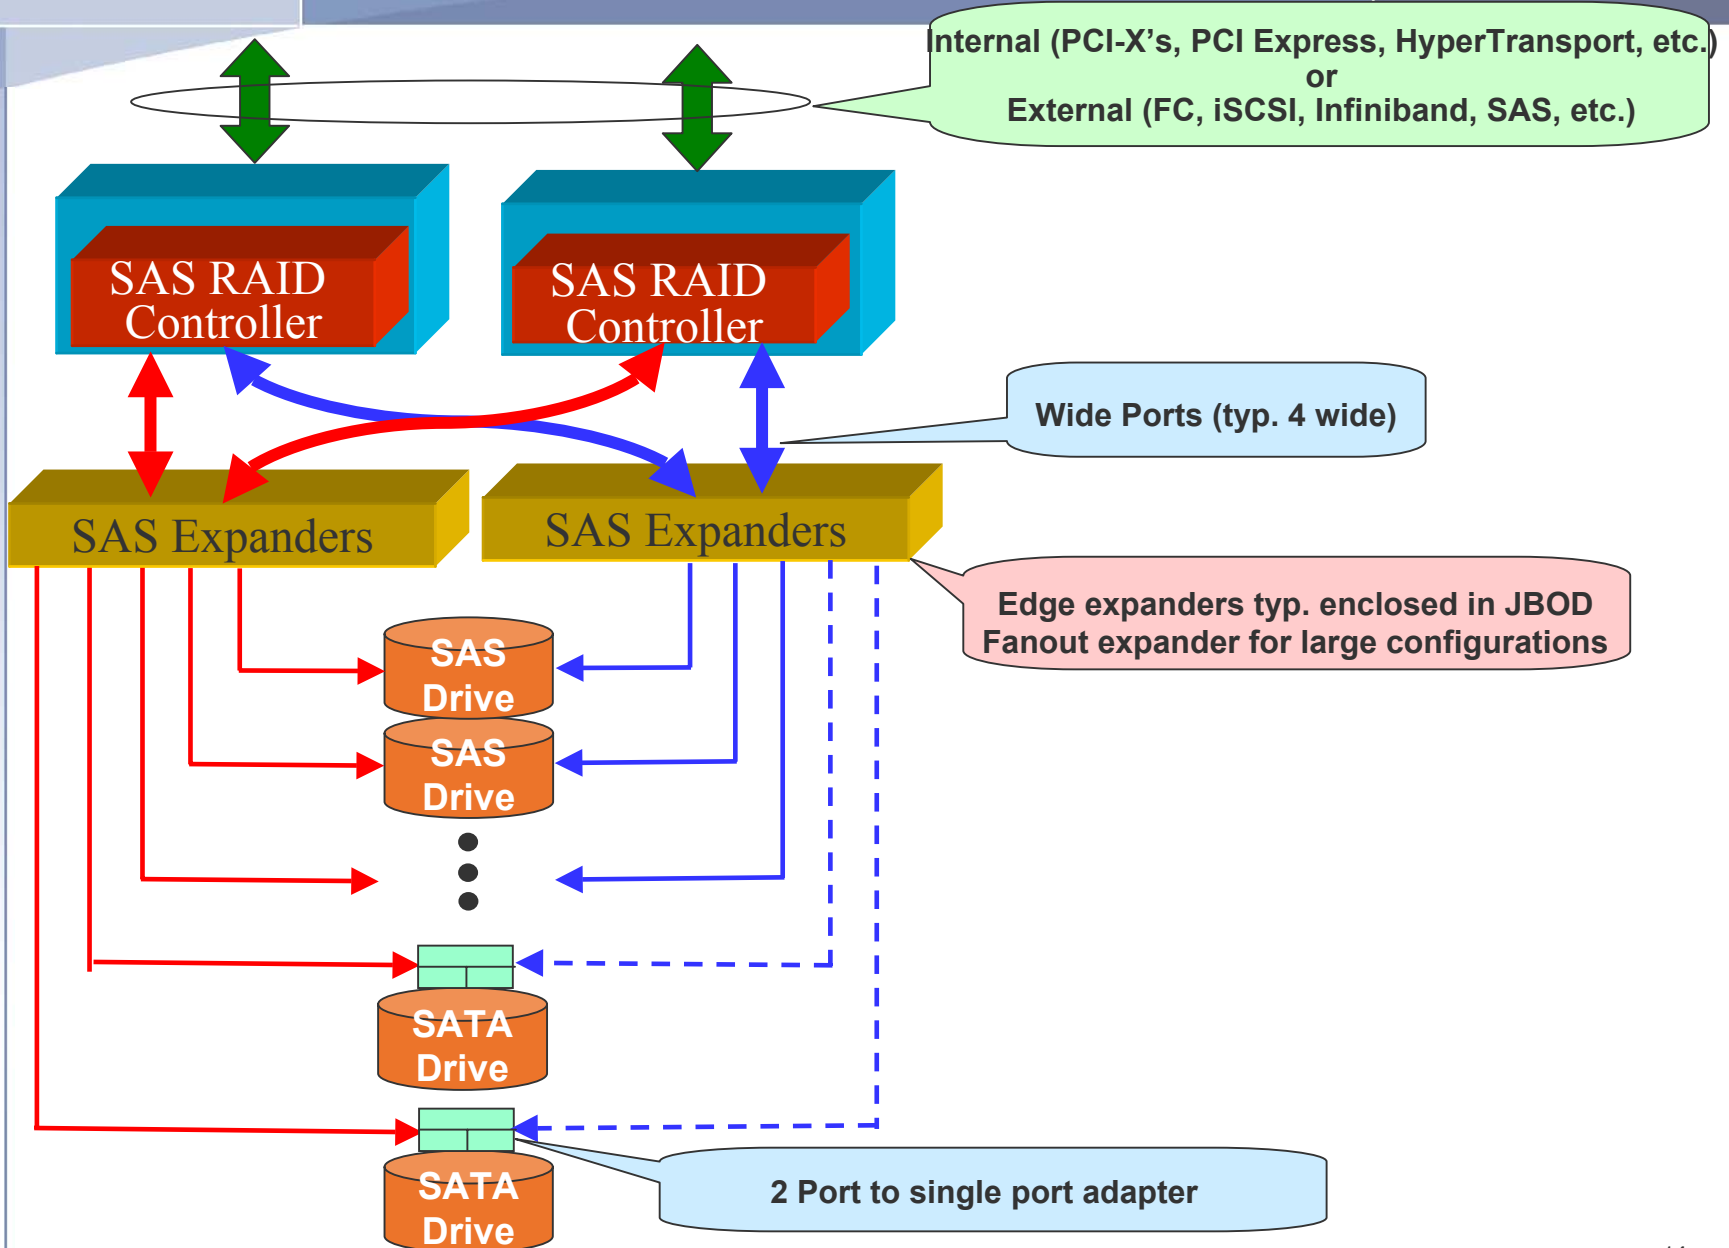 Internal (PCI-X's, PCI Express, HyperTransport, etc.)
or
External (FC, iSCSI, Infiniband, SAS, etc.)
SAS RAID
Controller
SAS RAID
Controller
Wide Ports (typ. 4 wide)
SAS Expanders
SAS Expanders
Edge expanders typ. enclosed in JBOD
Fanout expander for large configurations
SAS
Drive
SAS
Drive
SATA
Drive
2 Port to single port adapter
SATA
Drive